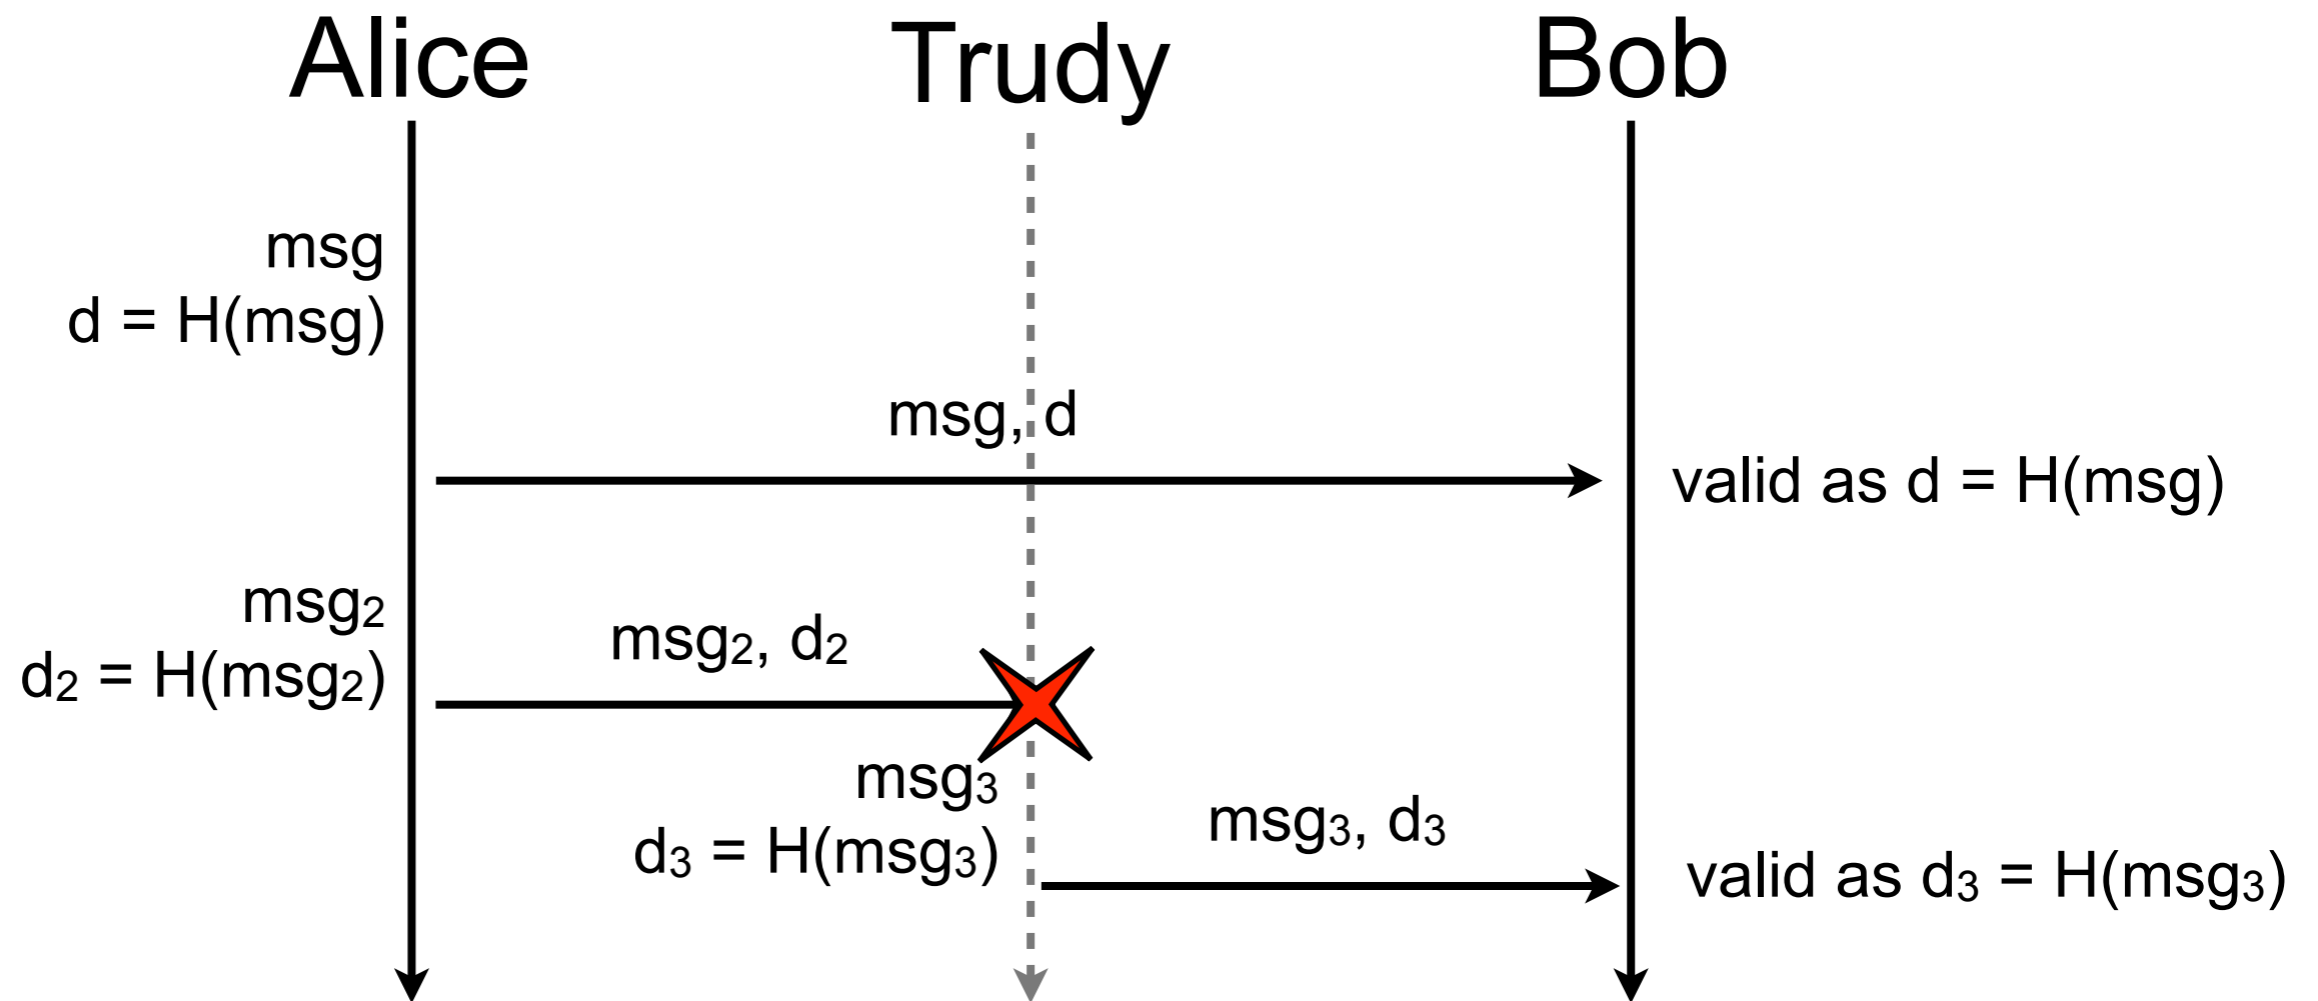 Alice
Trudy
Bob
msg
d = H(msg)
msg, d
valid as d = H(msg)
msg₂
d₂ = H(msg₂)
msg₂, d₂
msg₃
d₃ = H(msg₃)
msg₃, d₃
valid as d₃ = H(msg₃)